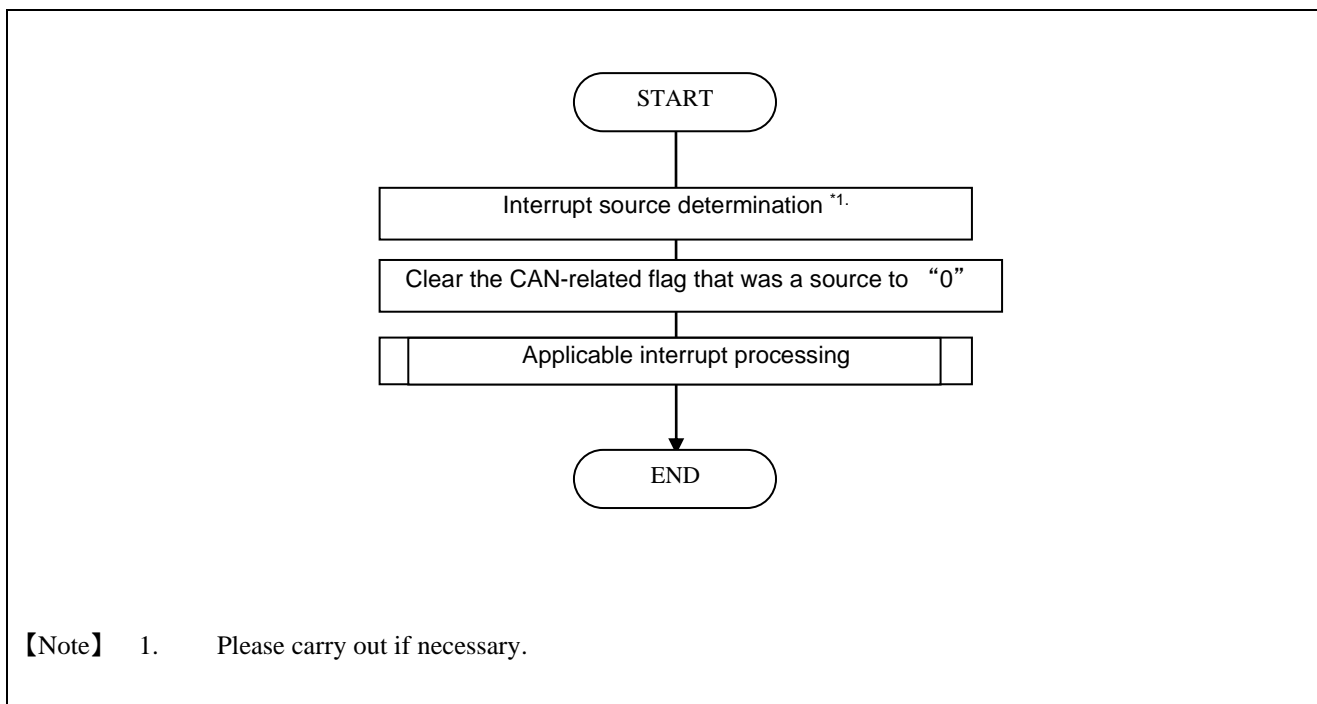 START
Interrupt source determination *1.
Clear the CAN-related flag that was a source to “0”
Applicable interrupt processing
END
【Note】 1. Please carry out if necessary.